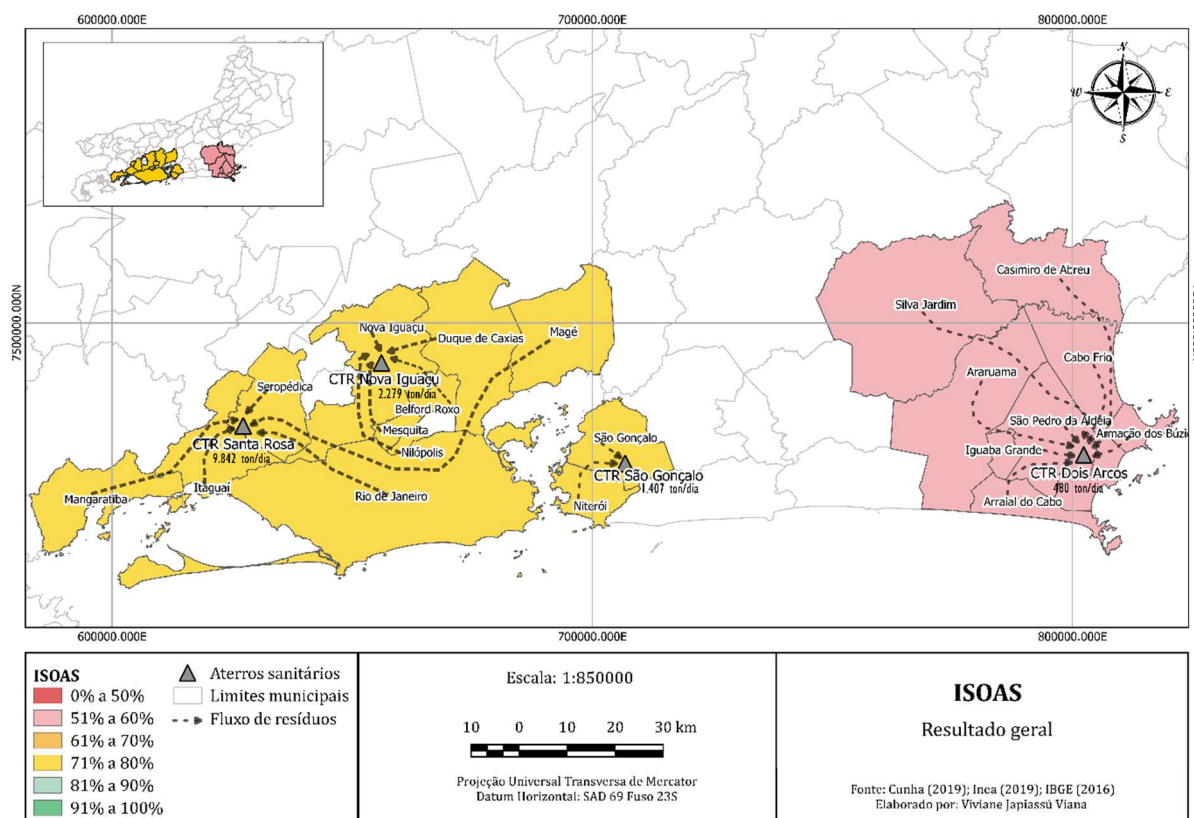 600000.000E
700000.000E
800000.000E
N
W
E
S
7500000.000N
Casimiro de Abreu
Silva Jardim
Nova Iguaçu
Duque de Caxias
Magé
Cabo Frio
Araruama
CTR Nova Iguaçu
2.279 ton/dia
Seropédica
Belford Roxo
São Pedro da Aldeia
Mesquita
Armação dos Búzio
São Gonçalo
CTR Santa Rosa
9.842 ton/dia
Nilópolis
Iguaba Grande
CTR São Gonçalo
1.407 ton/dia
CTR Dois Arcos
480 ton/dia
Itaguaí
Mangaratiba
Rio de Janeiro
Niterói
Arraial do Cabo
600000.000E
700000.000E
800000.000E
ISOAS
0% a 50%
51% a 60%
61% a 70%
71% a 80%
81% a 90%
91% a 100%
Aterros sanitários
Limites municipais
Fluxo de resíduos
Escala: 1:850000
10 0 10 20 30 km
Projeção Universal Transversa de Mercator
Datum Horizontal: SAD 69 Fuso 23S
ISOAS
Resultado geral
Fonte: Cunha (2019); Inea (2019); IBGE (2016)
Elaborado por: Viviane Japiassú Viana